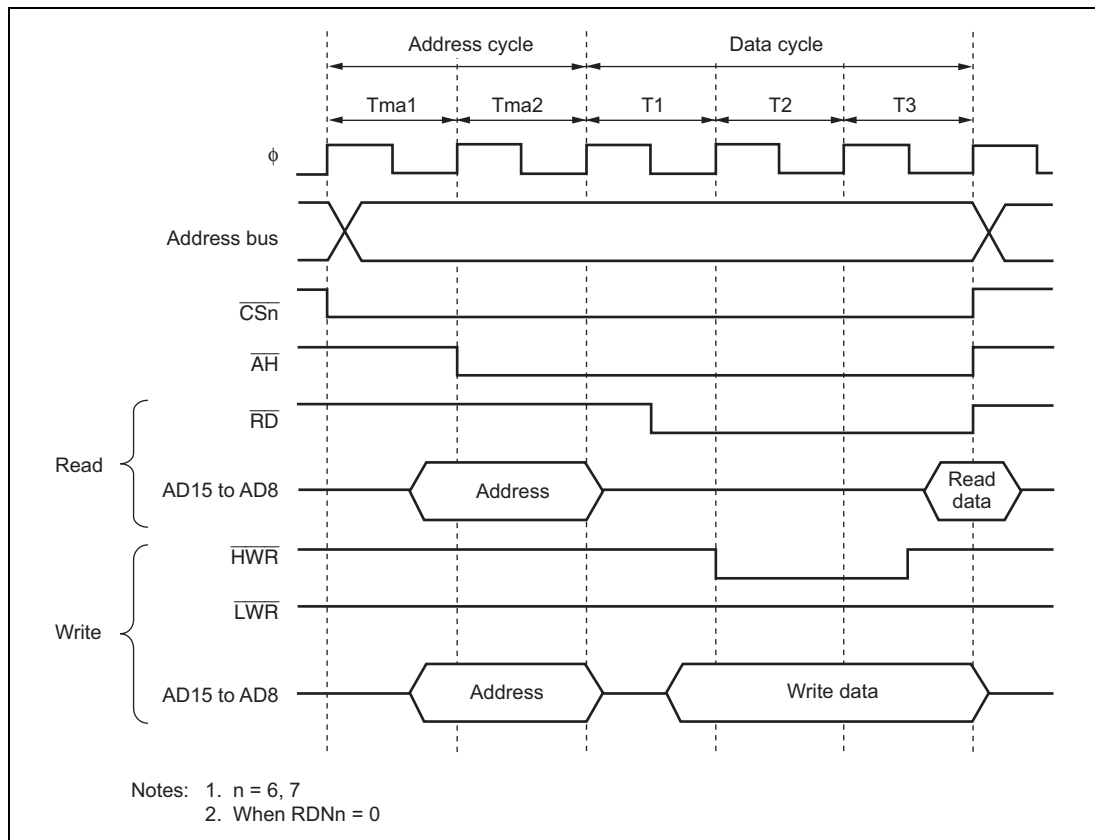 Address cycle Data cycle
Tma1 Tma2 T1 T2 T3
ϕ
Address bus
CSn
AH
RD
Read
AD15 to AD8 Address Read data
HWR
LWR
Write
AD15 to AD8 Address Write data
Notes: 1. n = 6, 7
2. When RDNn = 0